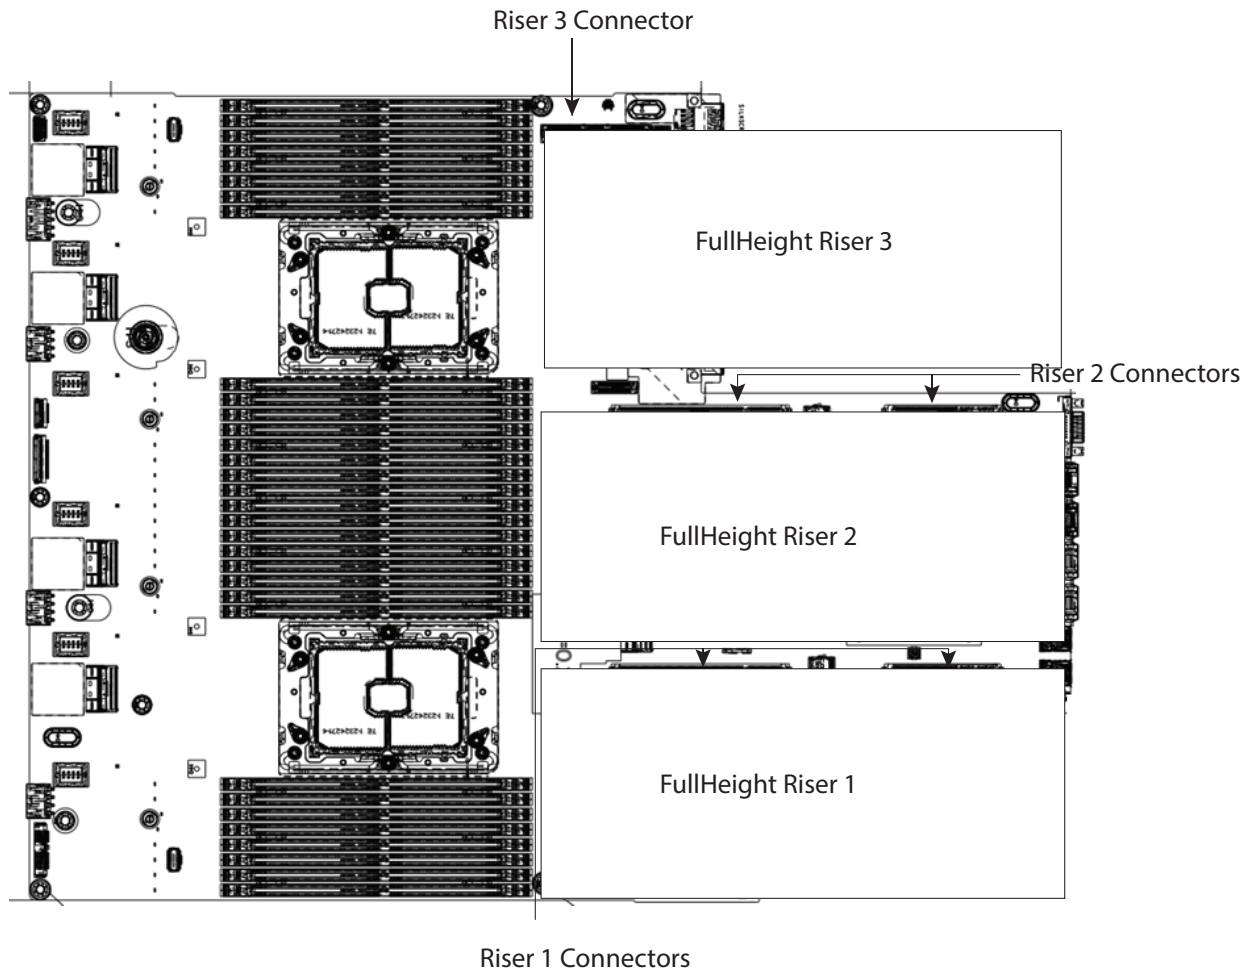 Riser 3 Connector
FullHeight Riser 3
Riser 2 Connectors
FullHeight Riser 2
FullHeight Riser 1
Riser 1 Connectors